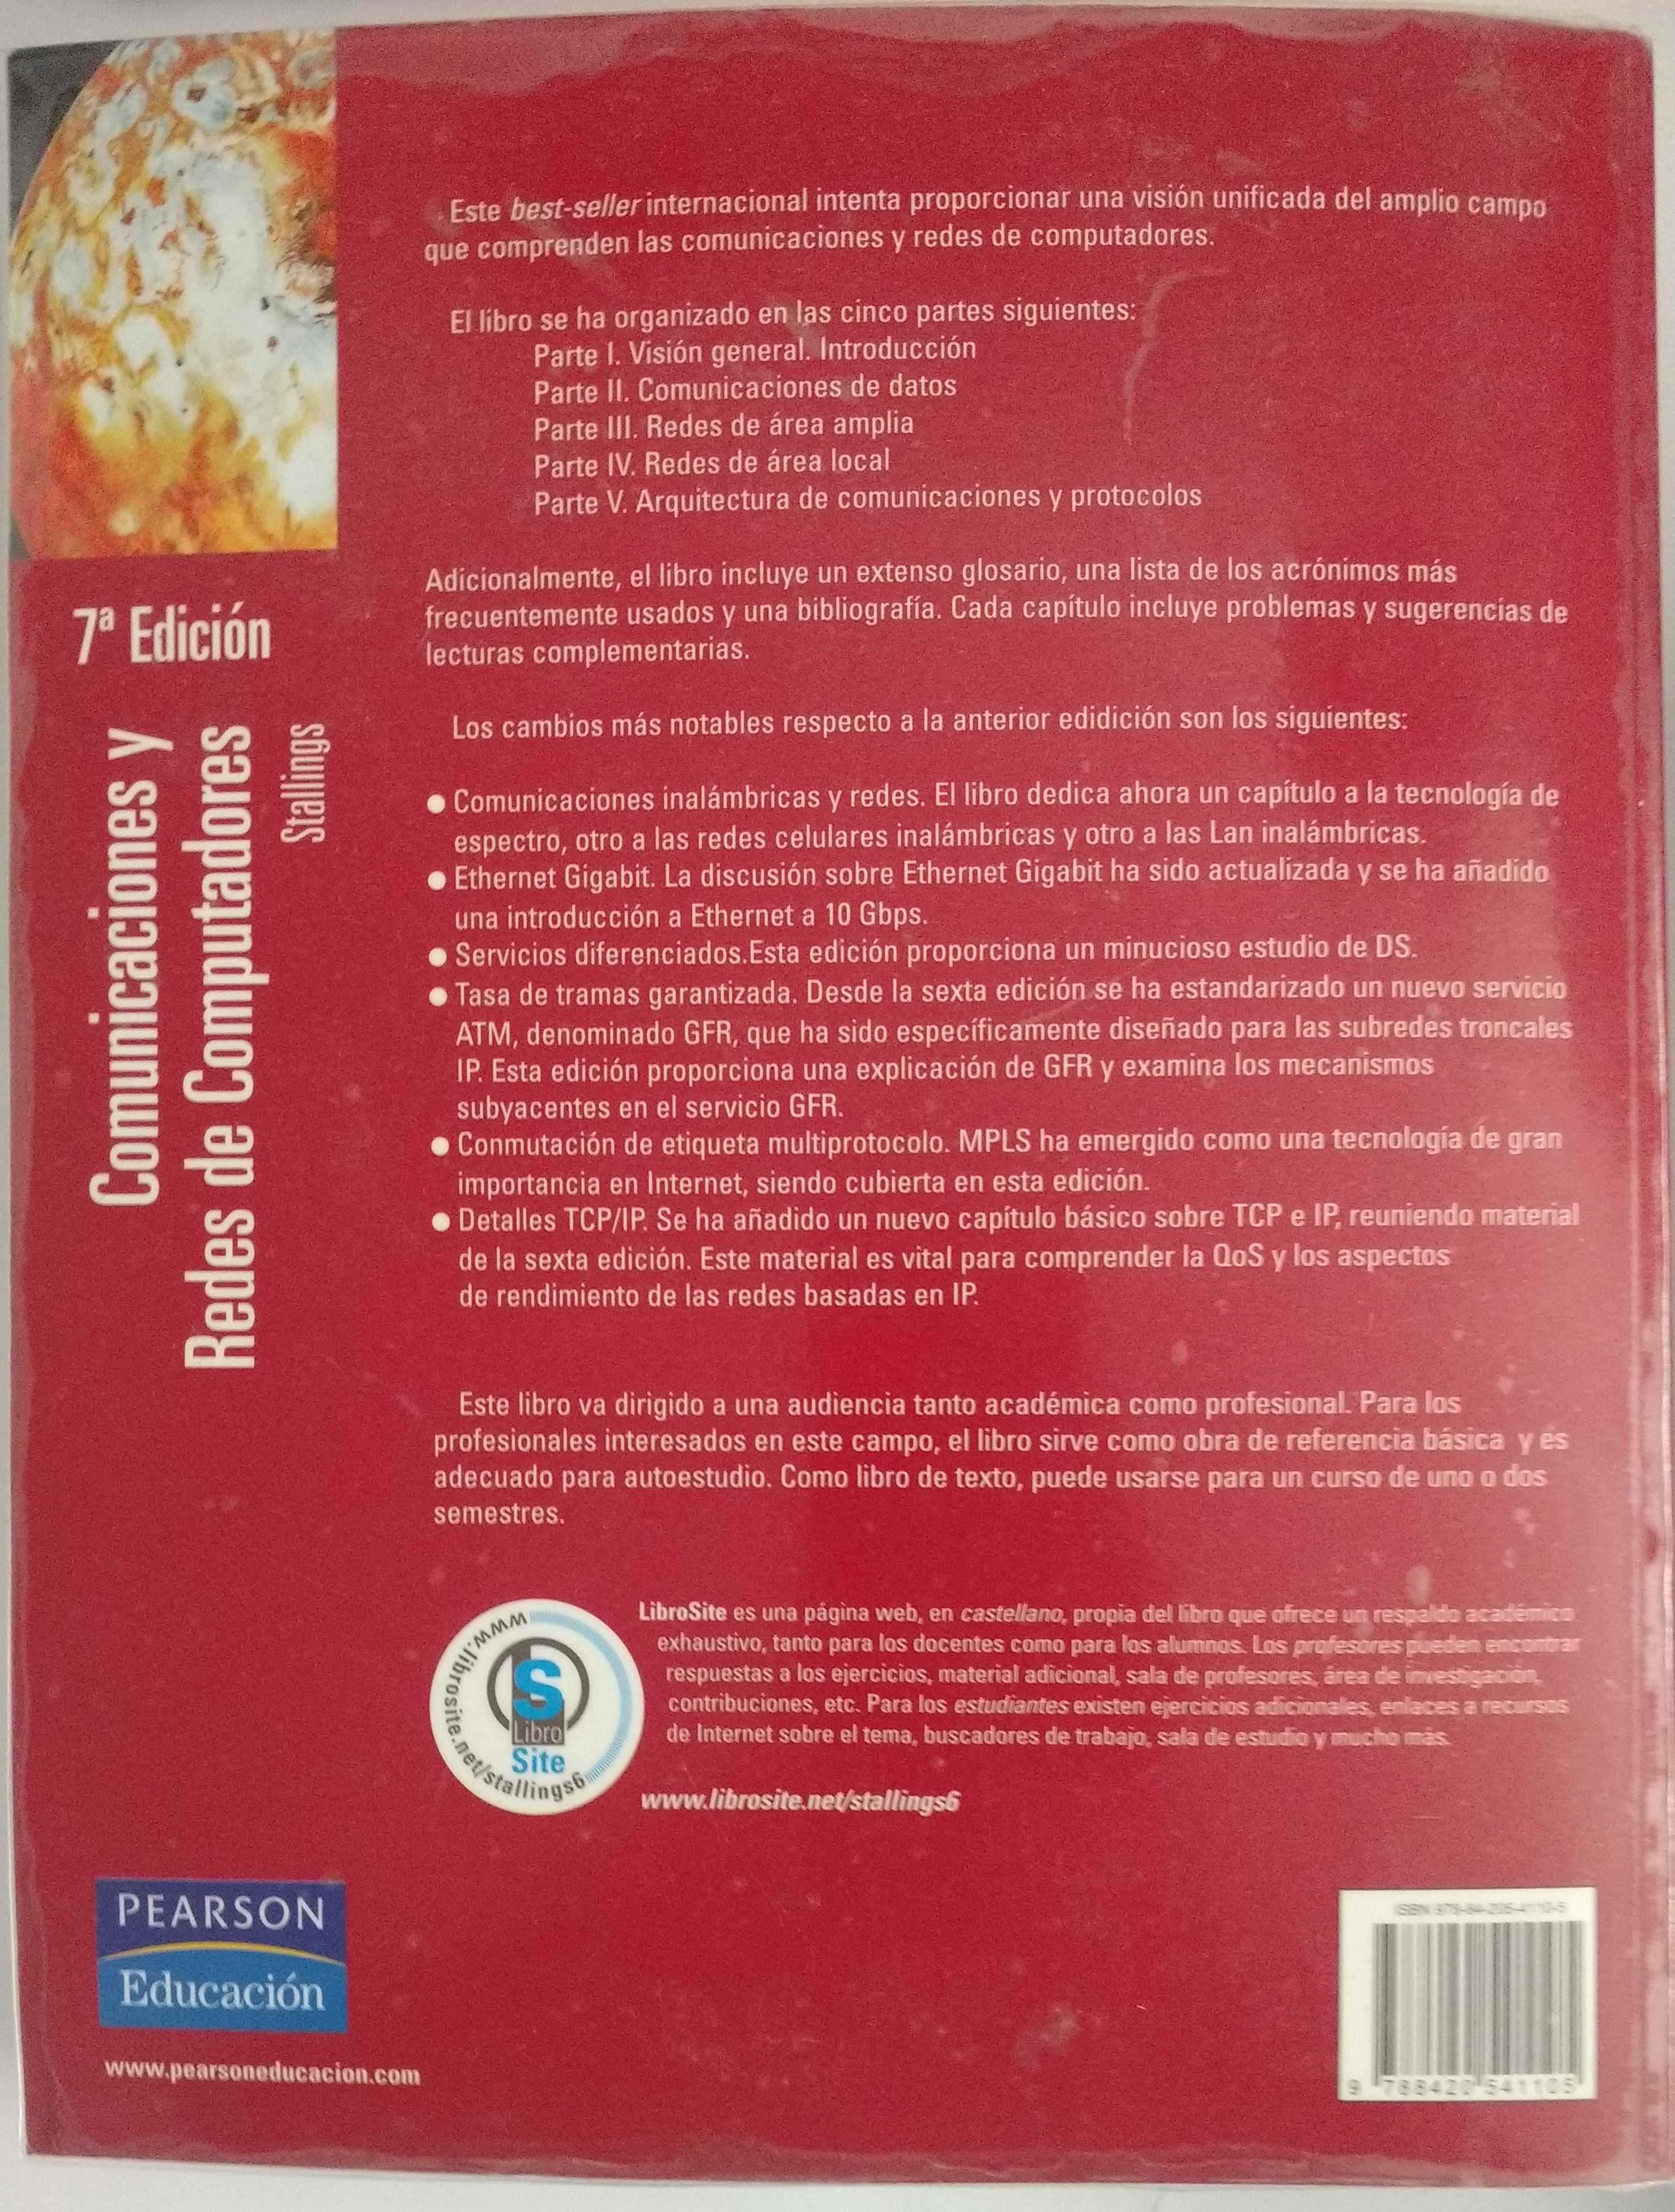 Este best-seller internacional intenta proporcionar una visión unificada del amplio campo
que comprenden las comunicaciones y redes de computadores.
El libro se ha organizado en las cinco partes siguientes:
Parte I. Visión general. Introducción
Parte II. Comunicaciones de datos
Parte III. Redes de área amplia
Parte IV. Redes de área local
Parte V. Arquitectura de comunicaciones y protocolos
Adicionalmente, el libro incluye un extenso glosario, una lista de los acrónimos más
frecuentemente usados y una bibliografía. Cada capítulo incluye problemas y sugerencias de
lecturas complementarias.
Los cambios más notables respecto a la anterior edidición son los siguientes:
● Comunicaciones inalámbricas y redes. El libro dedica ahora un capítulo a la tecnología de
espectro, otro a las redes celulares inalámbricas y otro a las Lan inalámbricas.
● Ethernet Gigabit. La discusión sobre Ethernet Gigabit ha sido actualizada y se ha añadido
una introducción a Ethernet a 10 Gbps.
● Servicios diferenciados.Esta edición proporciona un minucioso estudio de DS.
● Tasa de tramas garantizada. Desde la sexta edición se ha estandarizado un nuevo servicio
ATM, denominado GFR, que ha sido específicamente diseñado para las subredes troncales
IP. Esta edición proporciona una explicación de GFR y examina los mecanismos
subyacentes en el servicio GFR.
● Conmutación de etiqueta multiprotocolo. MPLS ha emergido como una tecnología de gran
importancia en Internet, siendo cubierta en esta edición.
● Detalles TCP/IP. Se ha añadido un nuevo capítulo básico sobre TCP e IP, reuniendo material
de la sexta edición. Este material es vital para comprender la QoS y los aspectos
de rendimiento de las redes basadas en IP.
Este libro va dirigido a una audiencia tanto académica como profesional. Para los
profesionales interesados en este campo, el libro sirve como obra de referencia básica y es
adecuado para autoestudio. Como libro de texto, puede usarse para un curso de uno o dos
semestres.
LibroSite es una página web, en castellano, propia del libro que ofrece un respaldo académico
exhaustivo, tanto para los docentes como para los alumnos. Los profesores pueden encontrar
respuestas a los ejercicios, material adicional, sala de profesores, área de investigación,
contribuciones, etc. Para los estudiantes existen ejercicios adicionales, enlaces a recursos
de Internet sobre el tema, buscadores de trabajo, sala de estudio y mucho más.
www.librosite.net/stallings6
www.librosite.net/stallings6
S
Libro
Site
7ª Edición
Comunicaciones y
Redes de Computadores
Stallings
PEARSON
Educación
www.pearsoneducacion.com
ISBN 978-84-205-4110-5
9 788420 541105